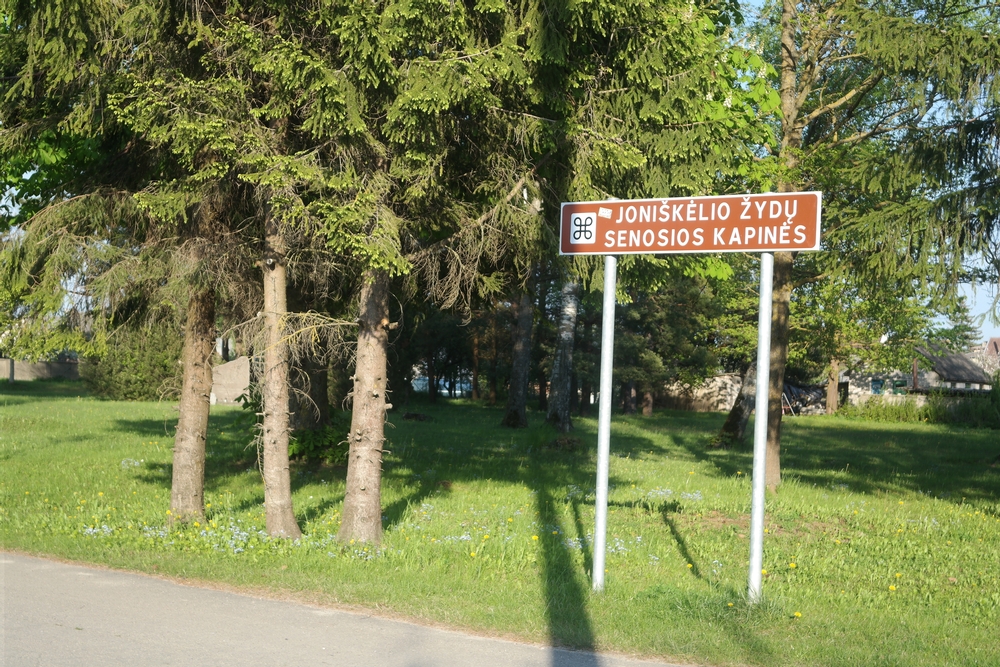 JONIŠKĖLIO ŽYDŲ
SENOSIOS KAPINĖS